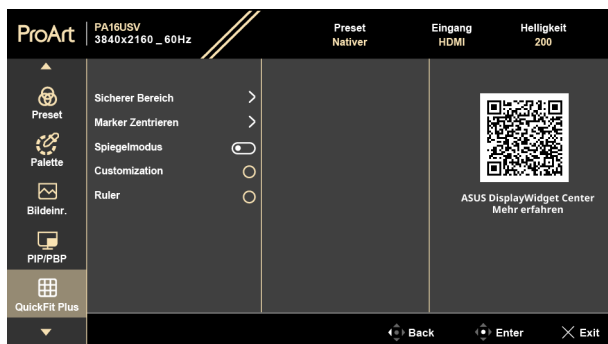 ProArt
PA16USV
3840x2160 _ 60Hz
Preset
Nativer
Eingang
HDMI
Helligkeit
200
Preset
Palette
Bildeinr.
PIP/PBP
QuickFit Plus
Sicherer Bereich
Marker Zentrieren
Spiegelmodus
Customization
Ruler
ASUS DisplayWidget Center
Mehr erfahren
Back
Enter
Exit